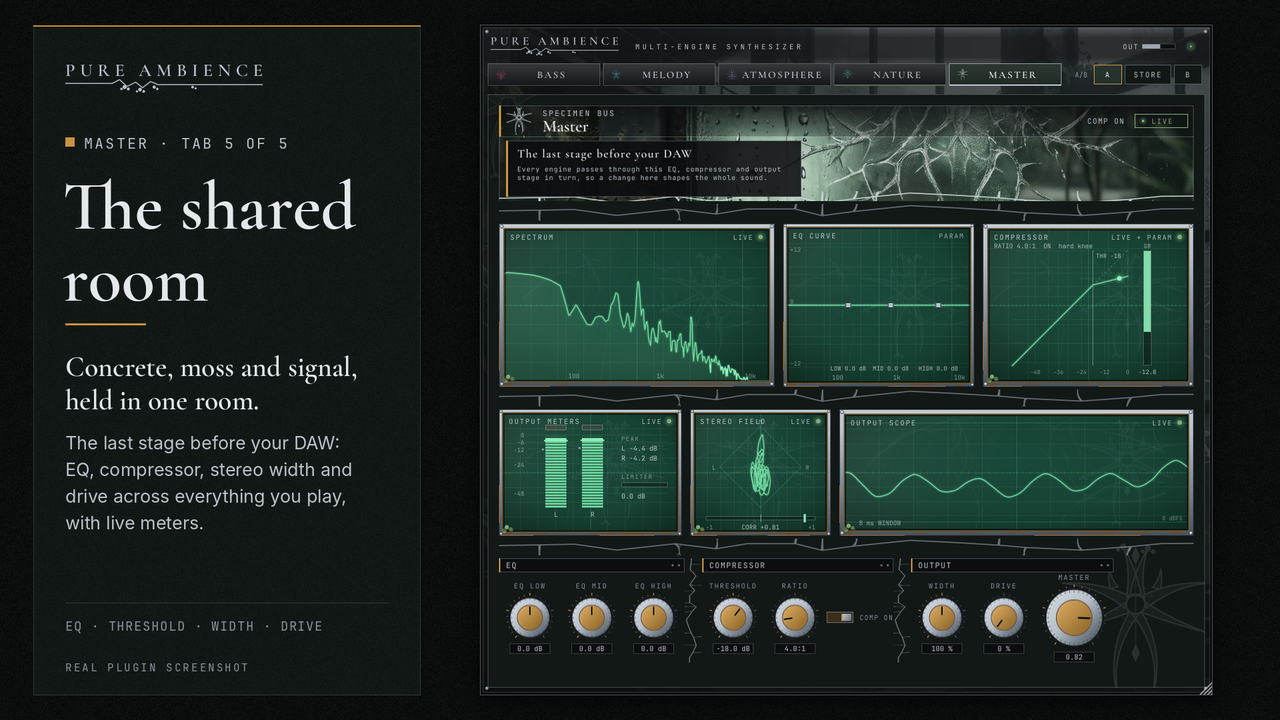 PURE AMBIENCE
MASTER · TAB 5 OF 5
The shared
room
Concrete, moss and signal,
held in one room.
The last stage before your DAW:
EQ, compressor, stereo width and
drive across everything you play,
with live meters.
EQ · THRESHOLD · WIDTH · DRIVE
REAL PLUGIN SCREENSHOT
PURE AMBIENCE
MULTI-ENGINE SYNTHESIZER
OUT
BASS
MELODY
ATMOSPHERE
NATURE
MASTER
A/B
A
STORE
B
SPECIMEN BUS
Master
COMP ON
LIVE
The last stage before your DAW
Every engine passes through this EQ, compressor and output
stage in turn, so a change here shapes the whole sound.
SPECTRUM
LIVE
100
1k
10k
EQ CURVE
PARAM
+12
0
-12
LOW 0.0 dB MID 0.0 dB HIGH 0.0 dB
100
1k
10k
COMPRESSOR
LIVE + PARAM
RATIO 4.0:1 ON hard knee
GR
THR -18
-48
-36
-24
-12
0
-12.8
OUTPUT METERS
LIVE
0
-6
-12
-24
-48
L
R
PEAK
L -4.4 dB
R -4.2 dB
LIMITER
0.0 dB
STEREO FIELD
LIVE
L
R
-1
CORR +0.81
+1
OUTPUT SCOPE
LIVE
8 ms WINDOW
0 dBFS
EQ
COMPRESSOR
OUTPUT
EQ LOW
EQ MID
EQ HIGH
THRESHOLD
RATIO
COMP ON
WIDTH
DRIVE
MASTER
0.0 dB
0.0 dB
0.0 dB
-18.0 dB
4.0:1
100 %
0 %
0.82